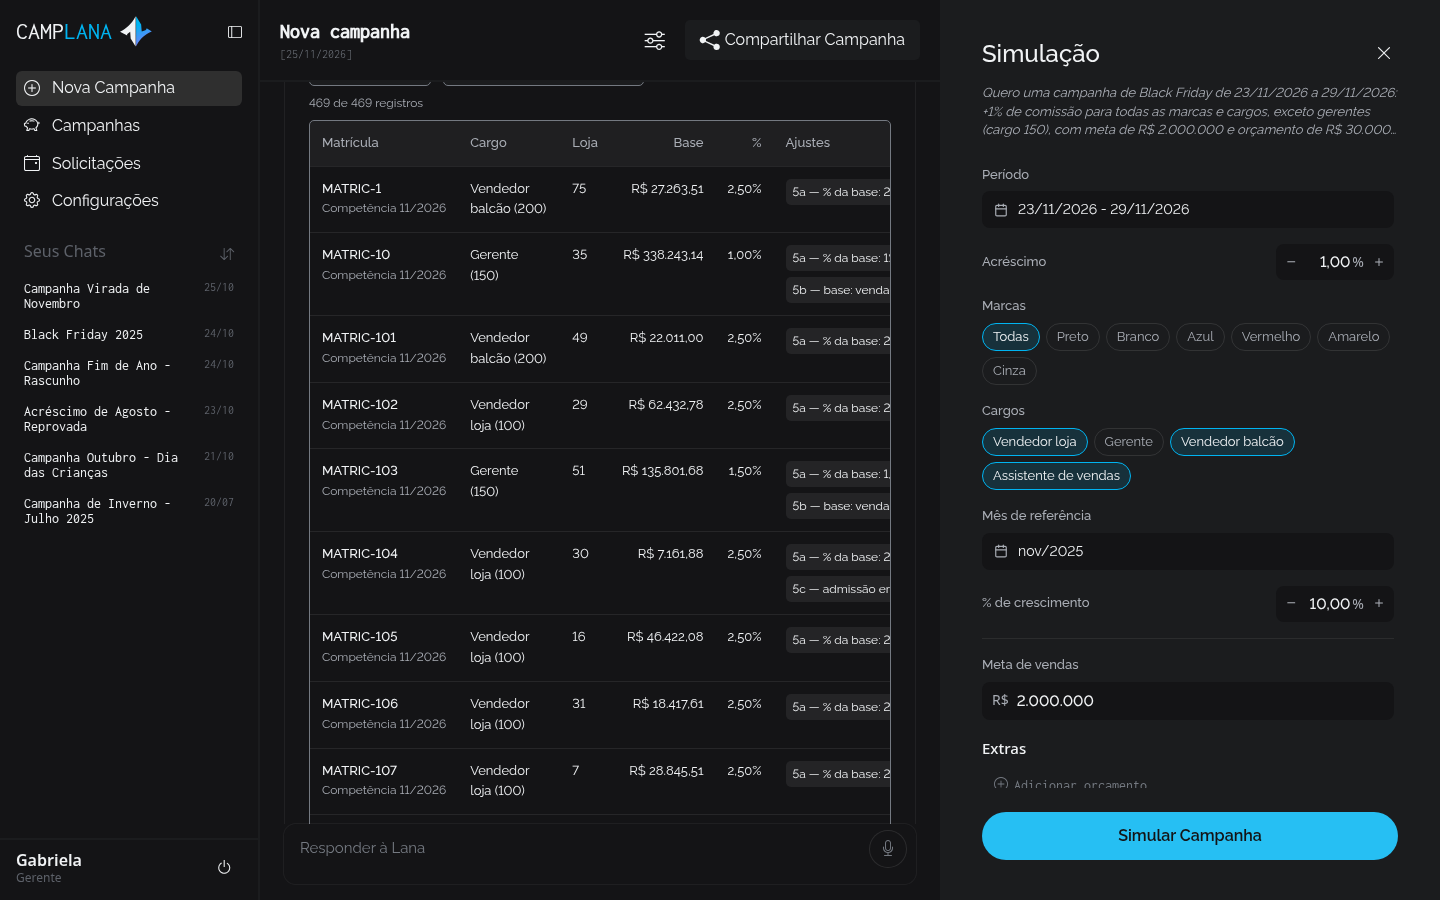 CAMPLANA
Nova Campanha
Campanhas
Solicitações
Configurações
Seus Chats
Campanha Virada de Novembro 25/10
Black Friday 2025 24/10
Campanha Fim de Ano - Rascunho 24/10
Acréscimo de Agosto - Reprovada 23/10
Campanha Outubro - Dia das Crianças 21/10
Campanha de Inverno - Julho 2025 20/07
Gabriela
Gerente
Nova campanha
[25/11/2026]
Compartilhar Campanha
469 de 469 registros
Matrícula Cargo Loja Base % Ajustes
MATRIC-1 Vendedor 75 R$ 27.263,51 2,50% 5a — % da base: 2
Competência 11/2026 balcão (200)
MATRIC-10 Gerente 35 R$ 338.243,14 1,00% 5a — % da base: 1
Competência 11/2026 (150) 5b — base: venda
MATRIC-101 Vendedor 49 R$ 22.011,00 2,50% 5a — % da base: 2
Competência 11/2026 balcão (200)
MATRIC-102 Vendedor 29 R$ 62.432,78 2,50% 5a — % da base: 2
Competência 11/2026 loja (100)
MATRIC-103 Gerente 51 R$ 135.801,68 1,50% 5a — % da base: 1,
Competência 11/2026 (150) 5b — base: venda
MATRIC-104 Vendedor 30 R$ 7.161,88 2,50% 5a — % da base: 2
Competência 11/2026 loja (100) 5c — admissão er
MATRIC-105 Vendedor 16 R$ 46.422,08 2,50% 5a — % da base: 2
Competência 11/2026 loja (100)
MATRIC-106 Vendedor 31 R$ 18.417,61 2,50% 5a — % da base: 2
Competência 11/2026 loja (100)
MATRIC-107 Vendedor 7 R$ 28.845,51 2,50% 5a — % da base: 2
Competência 11/2026 loja (100)
Responder à Lana
Simulação
Quero uma campanha de Black Friday de 23/11/2026 a 29/11/2026:
+1% de comissão para todas as marcas e cargos, exceto gerentes
(cargo 150), com meta de R$ 2.000.000 e orçamento de R$ 30.000...
Período
23/11/2026 - 29/11/2026
Acréscimo − 1,00 % +
Marcas
Todas Preto Branco Azul Vermelho Amarelo
Cinza
Cargos
Vendedor loja Gerente Vendedor balcão
Assistente de vendas
Mês de referência
nov/2025
% de crescimento − 10,00 % +
Meta de vendas
R$ 2.000.000
Extras
Adicionar orçamento
Simular Campanha